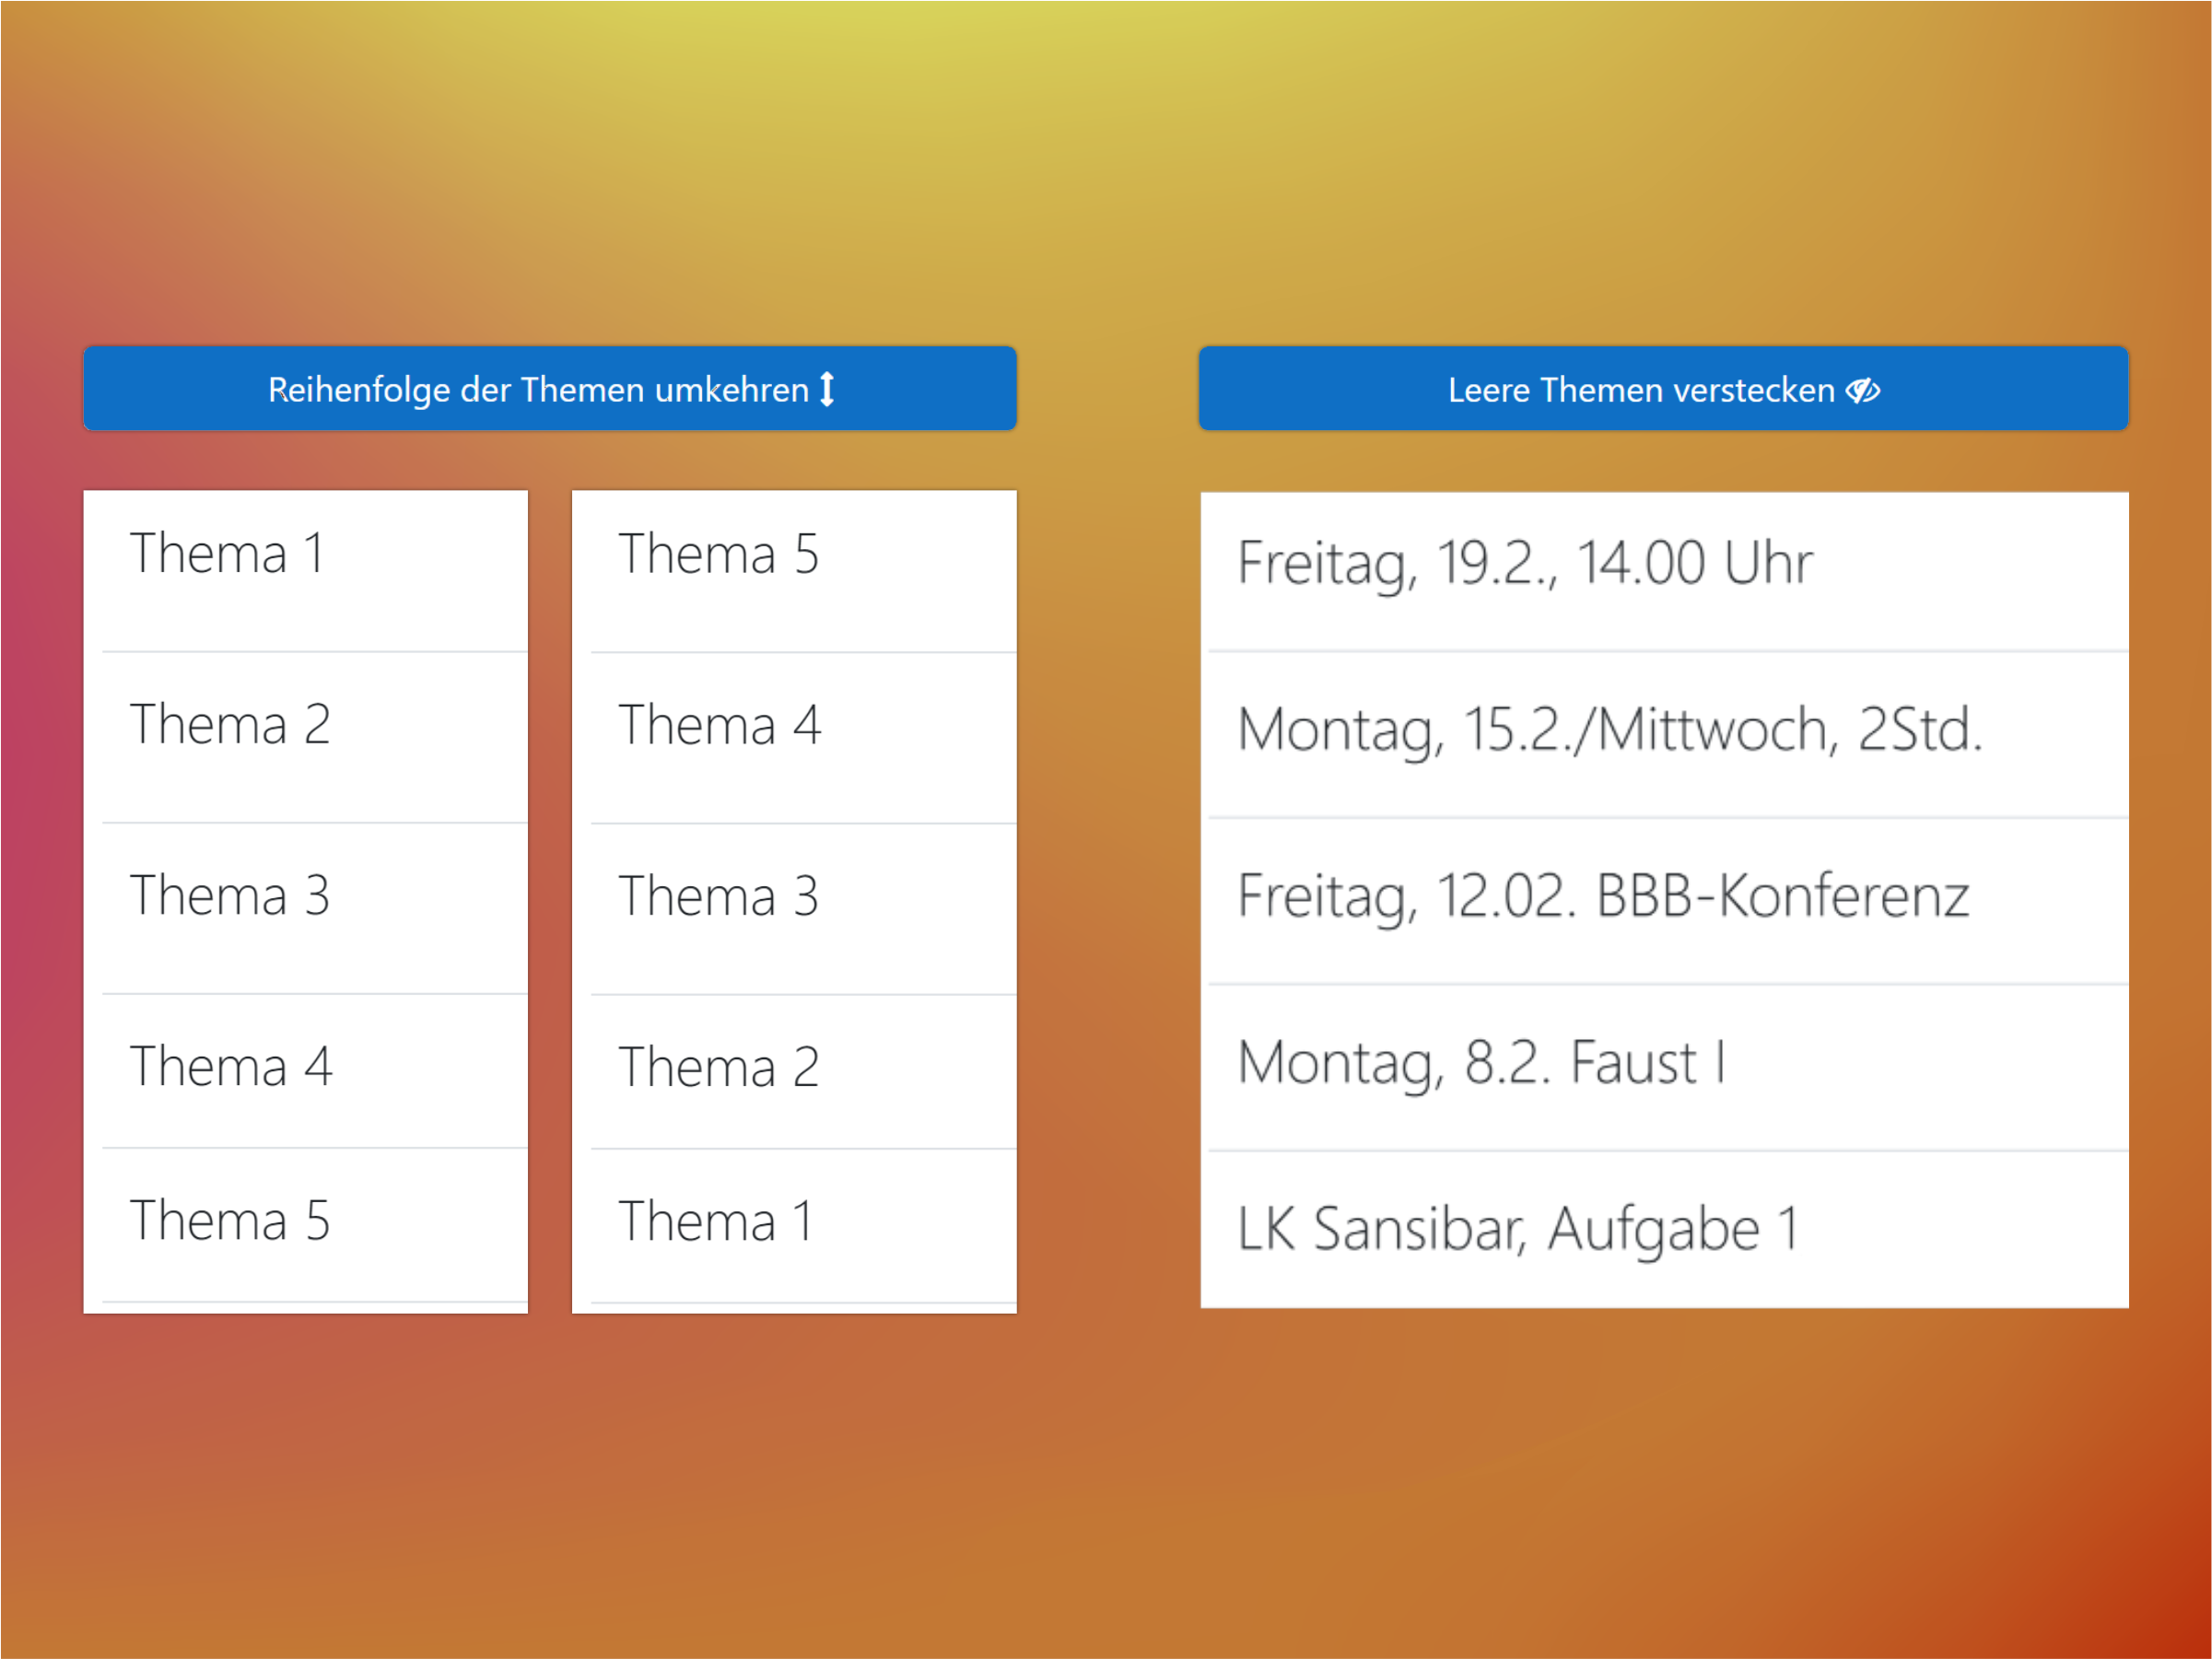 Reihenfolge der Themen umkehren
Thema 1
Thema 2
Thema 3
Thema 4
Thema 5
Thema 5
Thema 4
Thema 3
Thema 2
Thema 1
Leere Themen verstecken
Freitag, 19.2., 14.00 Uhr
Montag, 15.2./Mittwoch, 2Std.
Freitag, 12.02. BBB-Konferenz
Montag, 8.2. Faust I
LK Sansibar, Aufgabe 1